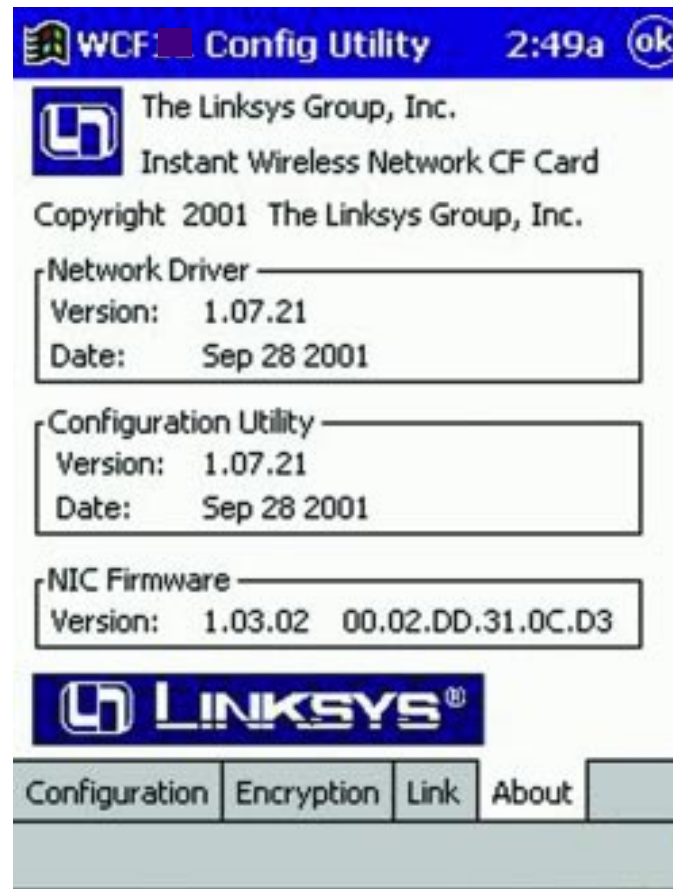 Config Utility 2:49a ok
The Linksys Group, Inc.
Instant Wireless Network CF Card
Copyright 2001 The Linksys Group, Inc.
Network Driver
Version: 1.07.21
Date: Sep 28 2001
Configuration Utility
Version: 1.07.21
Date: Sep 28 2001
NIC Firmware
Version: 1.03.02 00.02.DD.31.0C.D3
LINKSYS®
Configuration Encryption Link About